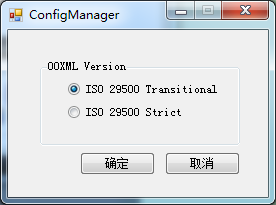 ConfigManager
OOXML Version
ISO 29500 Transitional
ISO 29500 Strict
确定 取消